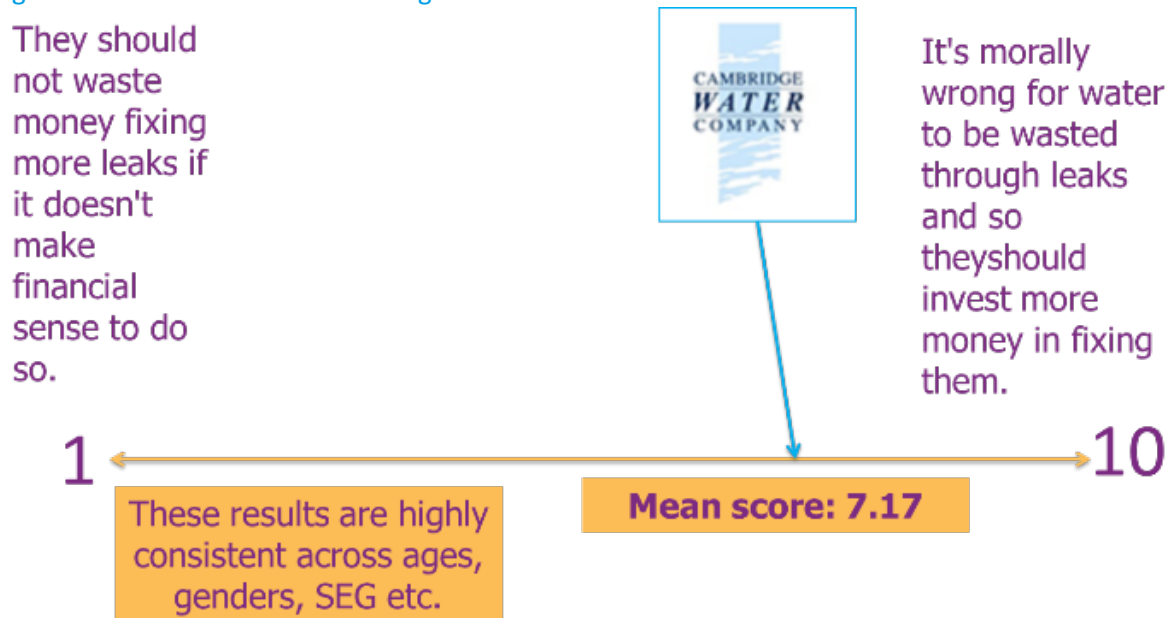 They should
not waste
money fixing
more leaks if
it doesn't
make
financial
sense to do
so.
CAMBRIDGE
WATER
COMPANY
It's morally
wrong for water
to be wasted
through leaks
and so
theyshould
invest more
money in fixing
them.
1
10
These results are highly
consistent across ages,
genders, SEG etc.
Mean score: 7.17